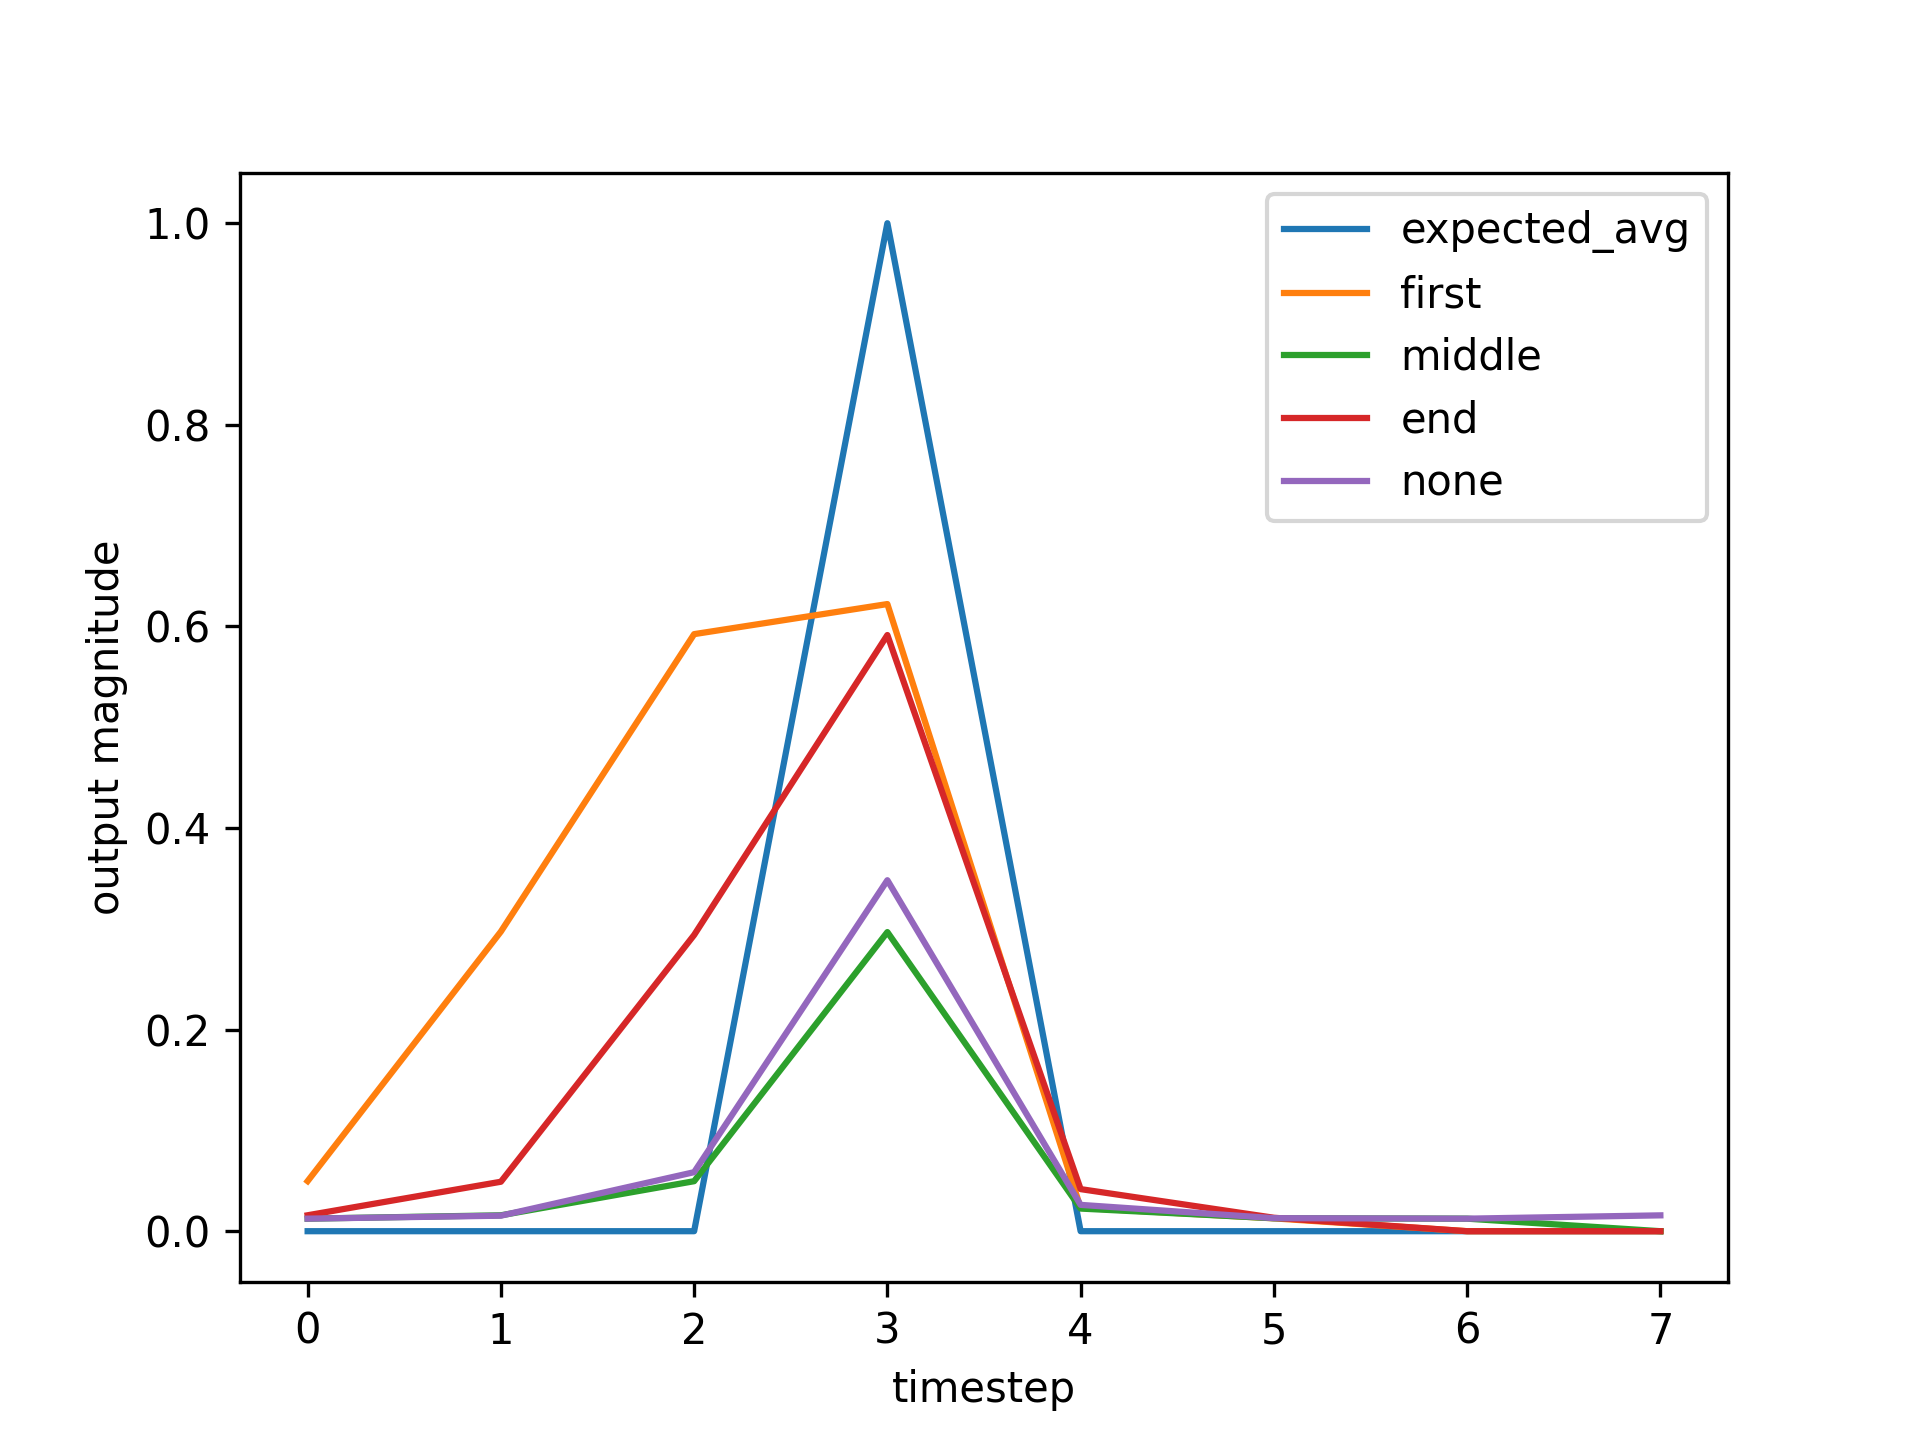 expected_avg
first
middle
end
none
1.0
0.8
0.6
0.4
0.2
0.0
output magnitude
0 1 2 3 4 5 6 7
timestep